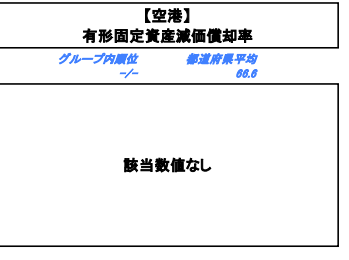 【空港】
有形固定資産減価償却率
グループ内順位 都道府県平均
-/- 66.6
該当数値なし